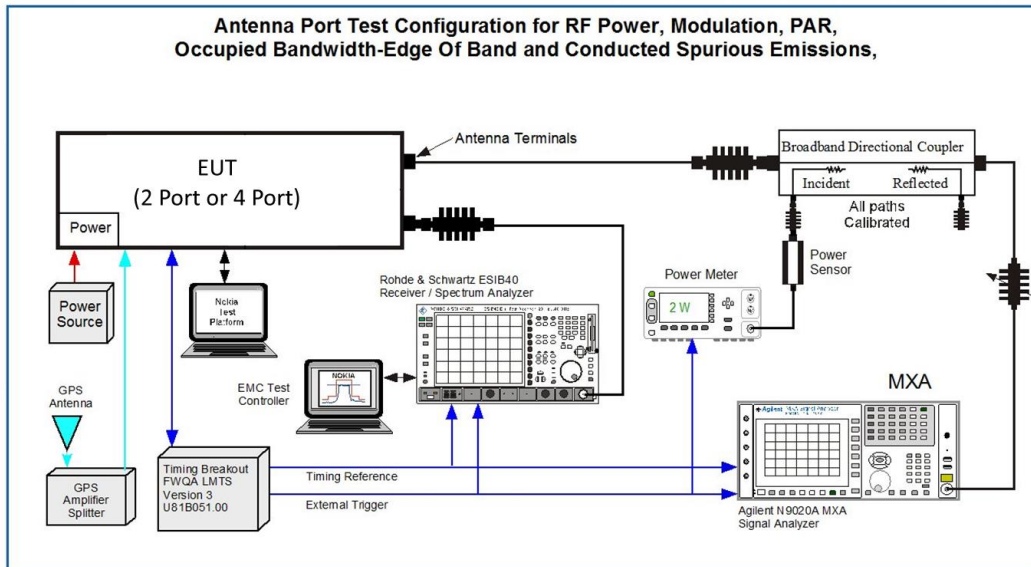 Antenna Port Test Configuration for RF Power, Modulation, PAR,
Occupied Bandwidth-Edge Of Band and Conducted Spurious Emissions,
Antenna Terminals
Broadband Directional Coupler
Incident
Reflected
All paths
Calibrated
EUT
(2 Port or 4 Port)
Power
Power
Sensor
Power Meter
2 W
Rohde & Schwartz ESIB40
Receiver / Spectrum Analyzer
Power
Source
Nokia
Test
Platform
EMC Test
Controller
NOKIA
MXA
Agilent
GPS
Antenna
GPS
Amplifier
Splitter
Timing Breakout
FWQA LMTS
Version 3
U81B051.00
Timing Reference
External Trigger
Agilent N9020A MXA
Signal Analyzer